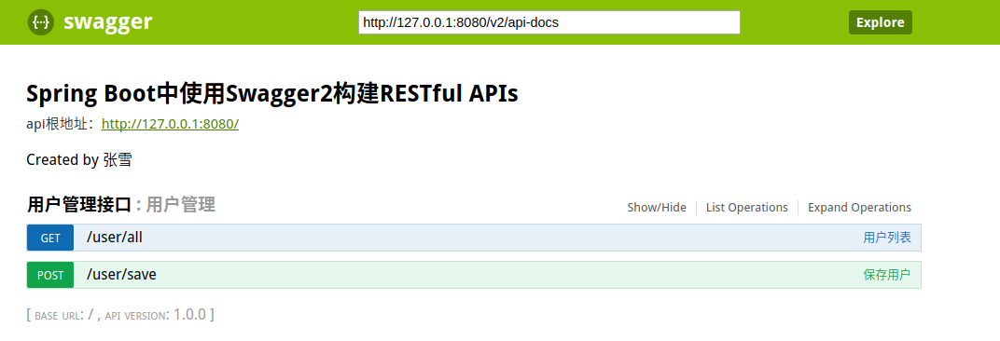 {···} swagger http://127.0.0.1:8080/v2/api-docs Explore
Spring Boot中使用Swagger2构建RESTful APIs
api根地址：http://127.0.0.1:8080/
Created by 张雪
用户管理接口 : 用户管理 Show/Hide List Operations Expand Operations
GET /user/all 用户列表
POST /user/save 保存用户
[ BASE URL: / , API VERSION: 1.0.0 ]